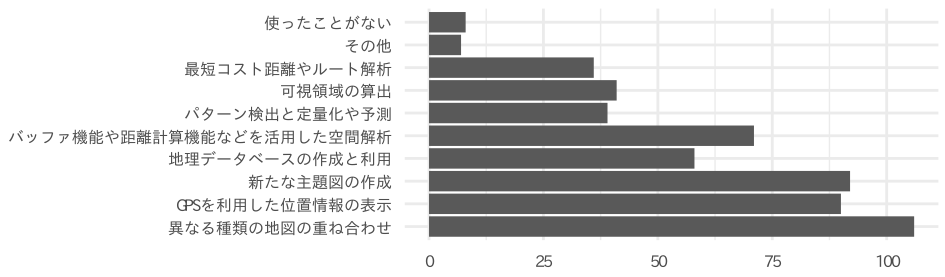 使ったことがない
その他
最短コスト距離やルート解析
可視領域の算出
パターン検出と定量化や予測
バッファ機能や距離計算機能などを活用した空間解析
地理データベースの作成と利用
新たな主題図の作成
GPSを利用した位置情報の表示
異なる種類の地図の重ね合わせ
0 25 50 75 100